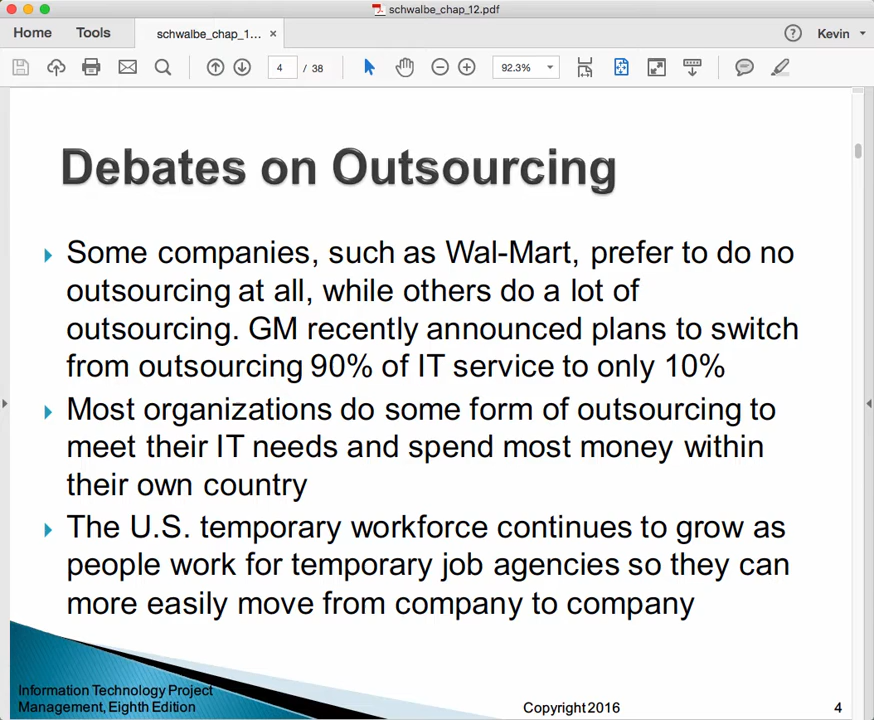 schwalbe_chap_12.pdf
Home Tools schwalbe_chap_1... × ? Kevin
4 / 38 92.3%
Debates on Outsourcing
Some companies, such as Wal-Mart, prefer to do no
outsourcing at all, while others do a lot of
outsourcing. GM recently announced plans to switch
from outsourcing 90% of IT service to only 10%
Most organizations do some form of outsourcing to
meet their IT needs and spend most money within
their own country
The U.S. temporary workforce continues to grow as
people work for temporary job agencies so they can
more easily move from company to company
Information Technology Project
Management, Eighth Edition
Copyright 2016
4